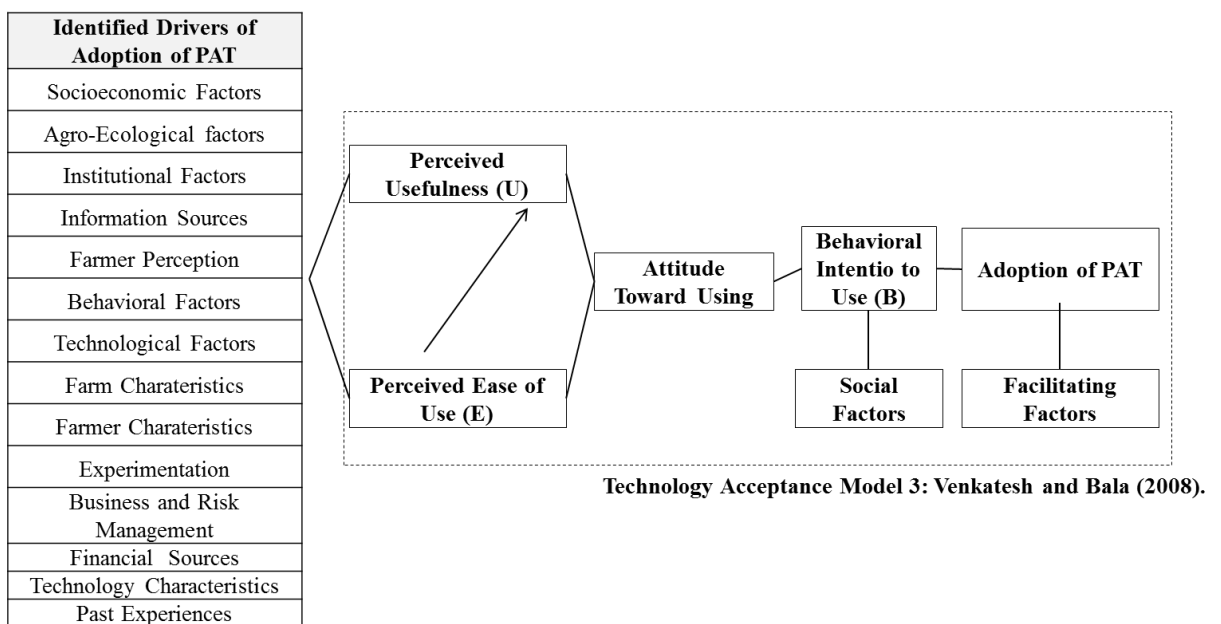 Identified Drivers of
Adoption of PAT
Socioeconomic Factors
Agro-Ecological factors
Institutional Factors
Information Sources
Farmer Perception
Behavioral Factors
Technological Factors
Farm Charateristics
Farmer Charateristics
Experimentation
Business and Risk
Management
Financial Sources
Technology Characteristics
Past Experiences
Perceived
Usefulness (U)
Perceived Ease of
Use (E)
Attitude
Toward Using
Behavioral
Intentio to
Use (B)
Adoption of PAT
Social
Factors
Facilitating
Factors
Technology Acceptance Model 3: Venkatesh and Bala (2008).